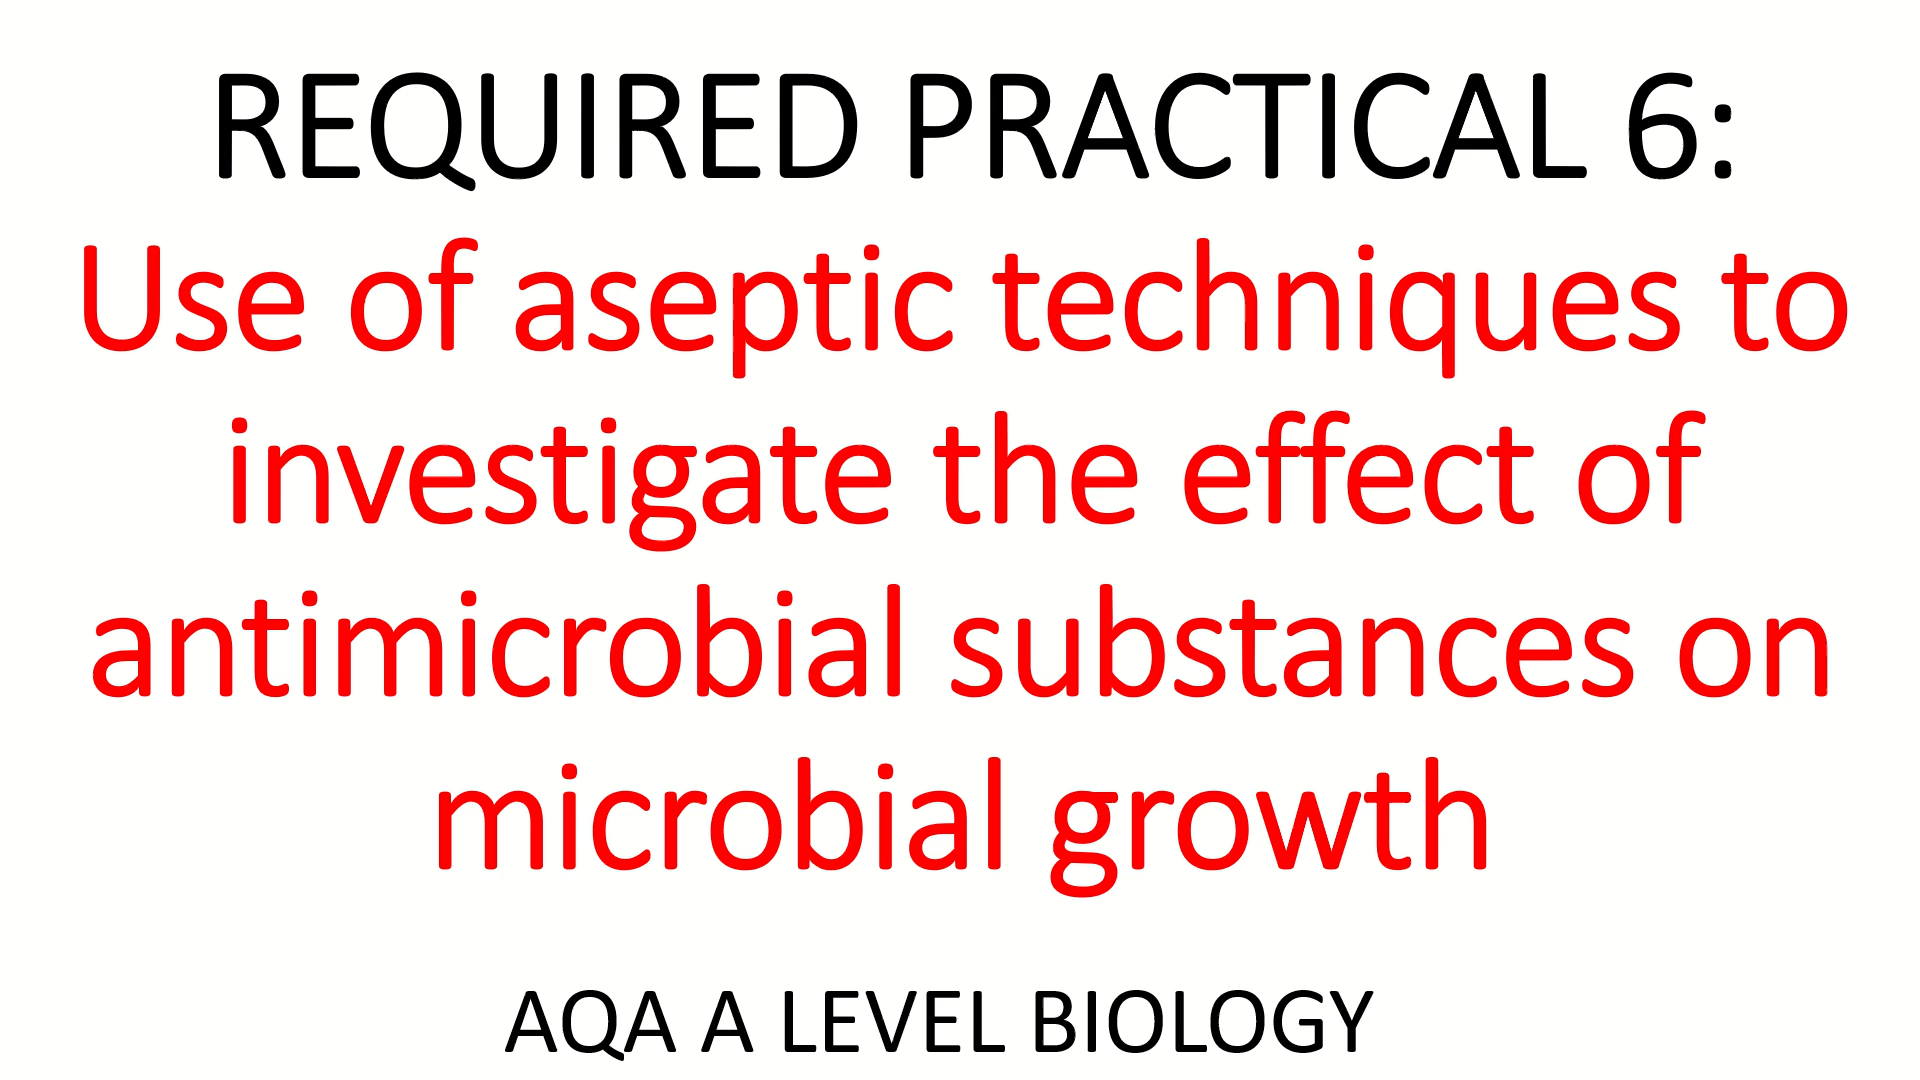 REQUIRED PRACTICAL 6:
Use of aseptic techniques to
investigate the effect of
antimicrobial substances on
microbial growth
AQA A LEVEL BIOLOGY